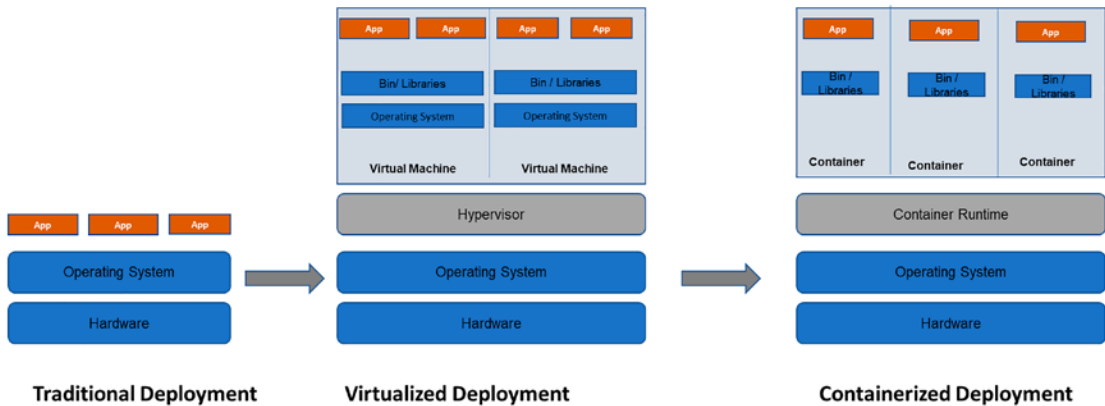 App App App
Operating System
Hardware
Traditional Deployment
App App App App
Bin/ Libraries Bin / Libraries
Operating System Operating System
Virtual Machine Virtual Machine
Hypervisor
Operating System
Hardware
Virtualized Deployment
App App App
Bin /
Libraries
Bin /
Libraries
Bin /
Libraries
Container Container Container
Container Runtime
Operating System
Hardware
Containerized Deployment